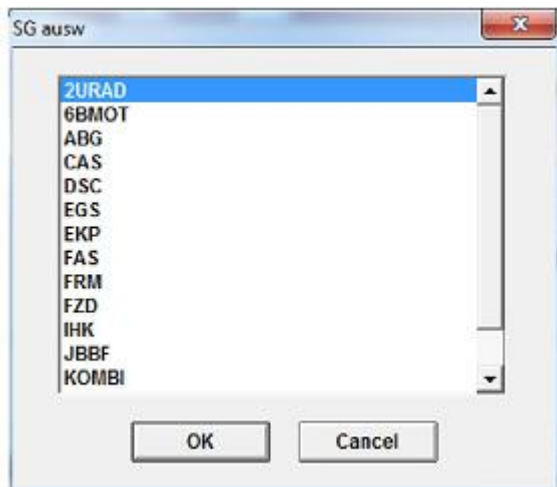 SG ausw
2URAD
6BMOT
ABG
CAS
DSC
EGS
EKP
FAS
FRM
FZD
IHK
JBBF
KOMBI
OK
Cancel